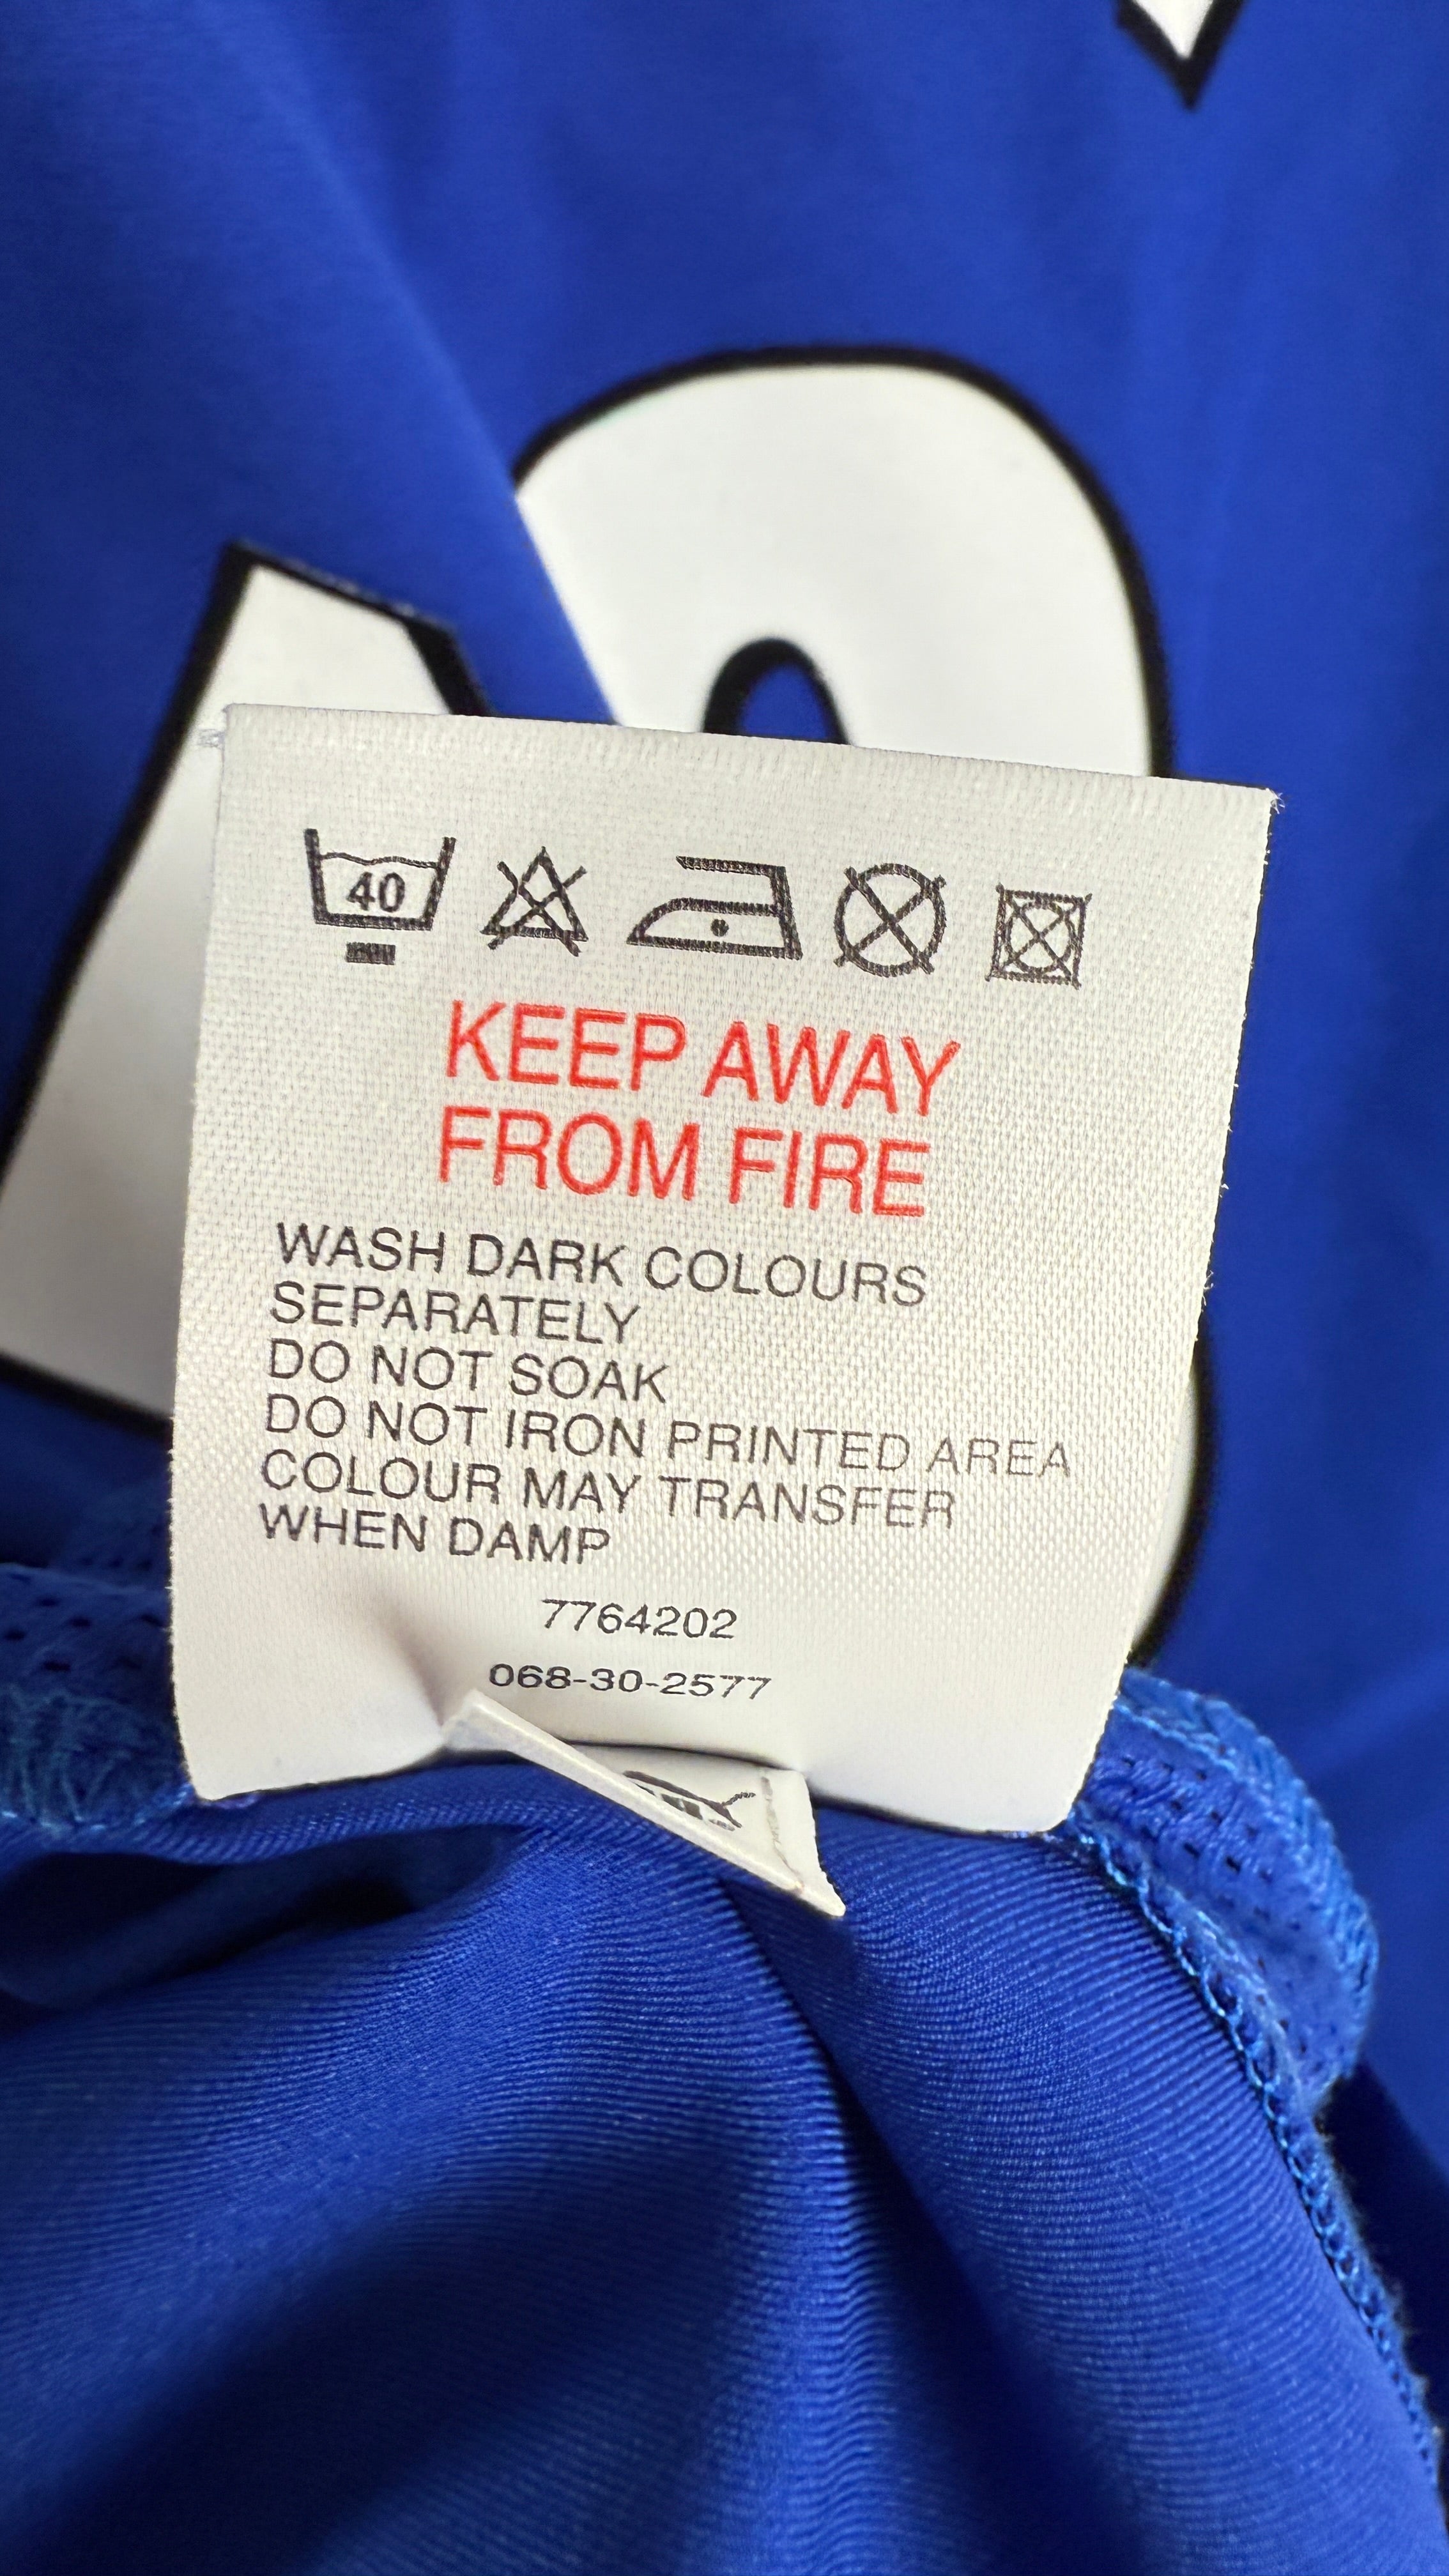 40
KEEP AWAY
FROM FIRE
WASH DARK COLOURS
SEPARATELY
DO NOT SOAK
DO NOT IRON PRINTED AREA
COLOUR MAY TRANSFER
WHEN DAMP
7764202
068-30-2577